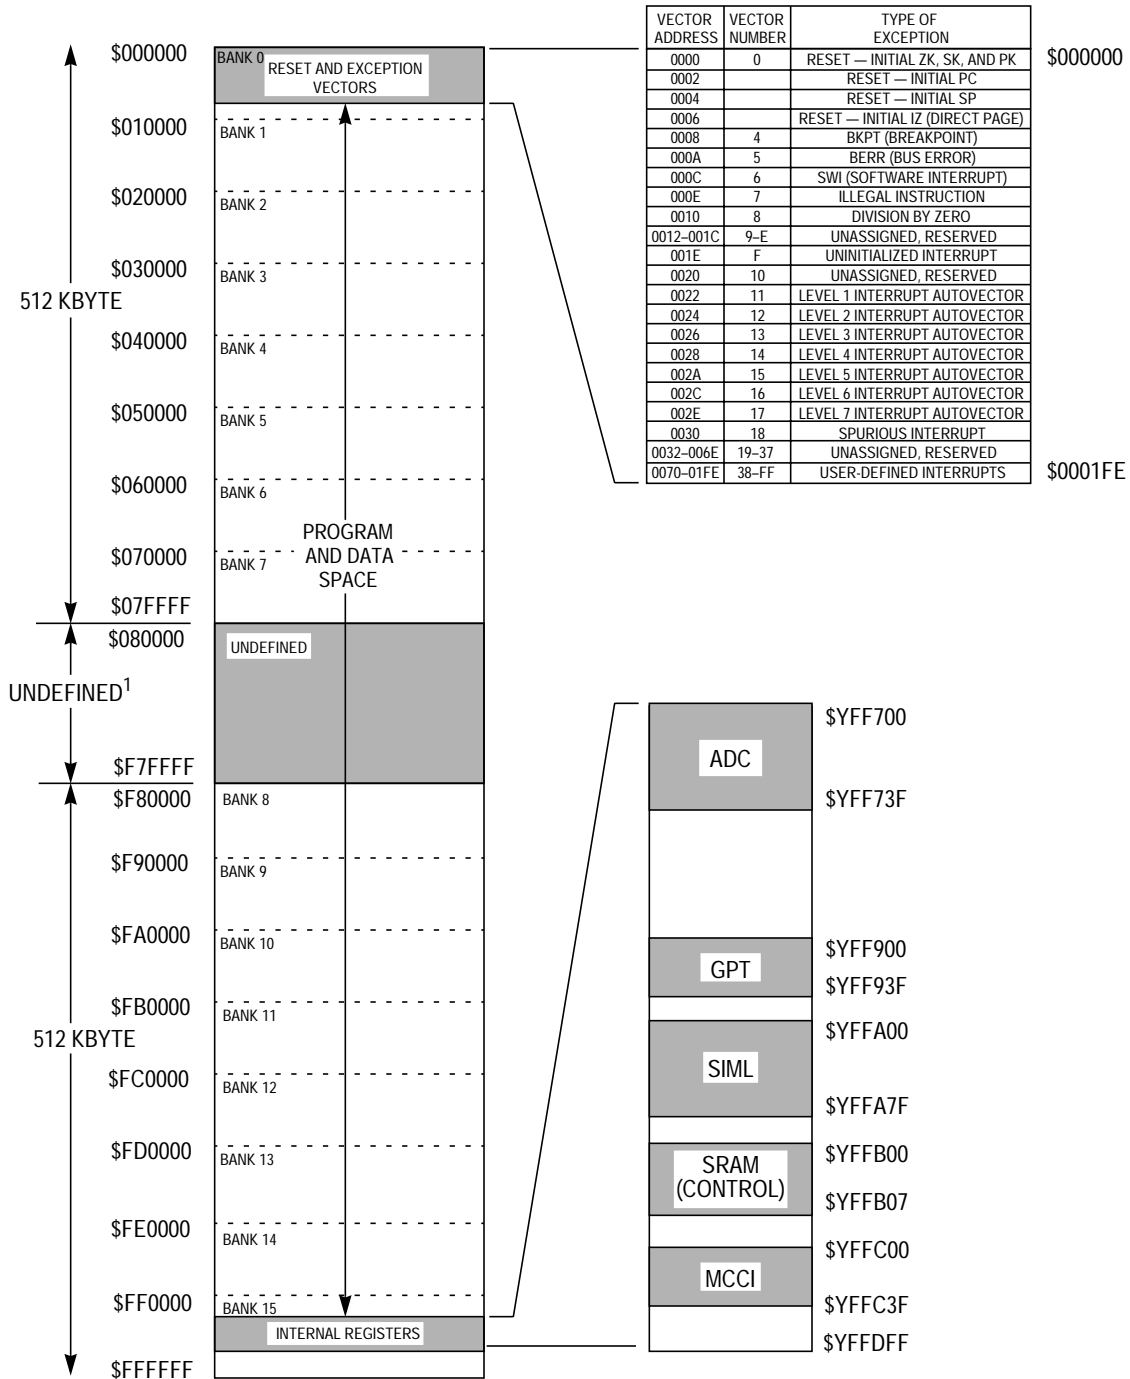 VECTOR ADDRESS VECTOR NUMBER TYPE OF EXCEPTION
0000 0 RESET — INITIAL ZK, SK, AND PK
0002 RESET — INITIAL PC
0004 RESET — INITIAL SP
0006 RESET — INITIAL IZ (DIRECT PAGE)
0008 4 BKPT (BREAKPOINT)
000A 5 BERR (BUS ERROR)
000C 6 SWI (SOFTWARE INTERRUPT)
000E 7 ILLEGAL INSTRUCTION
0010 8 DIVISION BY ZERO
0012–001C 9–E UNASSIGNED, RESERVED
001E F UNINITIALIZED INTERRUPT
0020 10 UNASSIGNED, RESERVED
0022 11 LEVEL 1 INTERRUPT AUTOVECTOR
0024 12 LEVEL 2 INTERRUPT AUTOVECTOR
0026 13 LEVEL 3 INTERRUPT AUTOVECTOR
0028 14 LEVEL 4 INTERRUPT AUTOVECTOR
002A 15 LEVEL 5 INTERRUPT AUTOVECTOR
002C 16 LEVEL 6 INTERRUPT AUTOVECTOR
002E 17 LEVEL 7 INTERRUPT AUTOVECTOR
0030 18 SPURIOUS INTERRUPT
0032–006E 19–37 UNASSIGNED, RESERVED
0070–01FE 38–FF USER-DEFINED INTERRUPTS
$000000
$0001FE
$000000
BANK 0
RESET AND EXCEPTION
VECTORS
$010000
BANK 1
$020000
BANK 2
$030000
BANK 3
512 KBYTE
$040000
BANK 4
$050000
BANK 5
$060000
BANK 6
PROGRAM
AND DATA
SPACE
$070000
BANK 7
$07FFFF
$080000
UNDEFINED
UNDEFINED1
$F7FFFF
$F80000
BANK 8
$F90000
BANK 9
$FA0000
BANK 10
$FB0000
BANK 11
512 KBYTE
$FC0000
BANK 12
$FD0000
BANK 13
$FE0000
BANK 14
$FF0000
BANK 15
INTERNAL REGISTERS
$FFFFFF
$YFF700
ADC
$YFF73F
$YFF900
GPT
$YFF93F
$YFFA00
SIML
$YFFA7F
$YFFB00
SRAM
(CONTROL)
$YFFB07
$YFFC00
MCCI
$YFFC3F
$YFFDFF